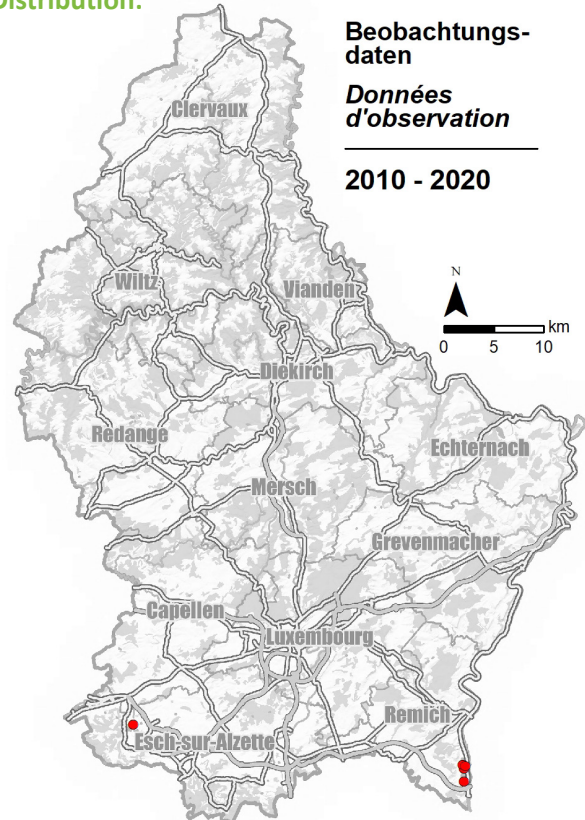 Distribution:
Beobachtungs-
daten
Données
d'observation
2010 - 2020
Clervaux
N
Wiltz
Vianden
km
0 5 10
Diekirch
Redange
Echternach
Mersch
Grevenmacher
Capellen
Luxembourg
Remich
Esch-sur-Alzette